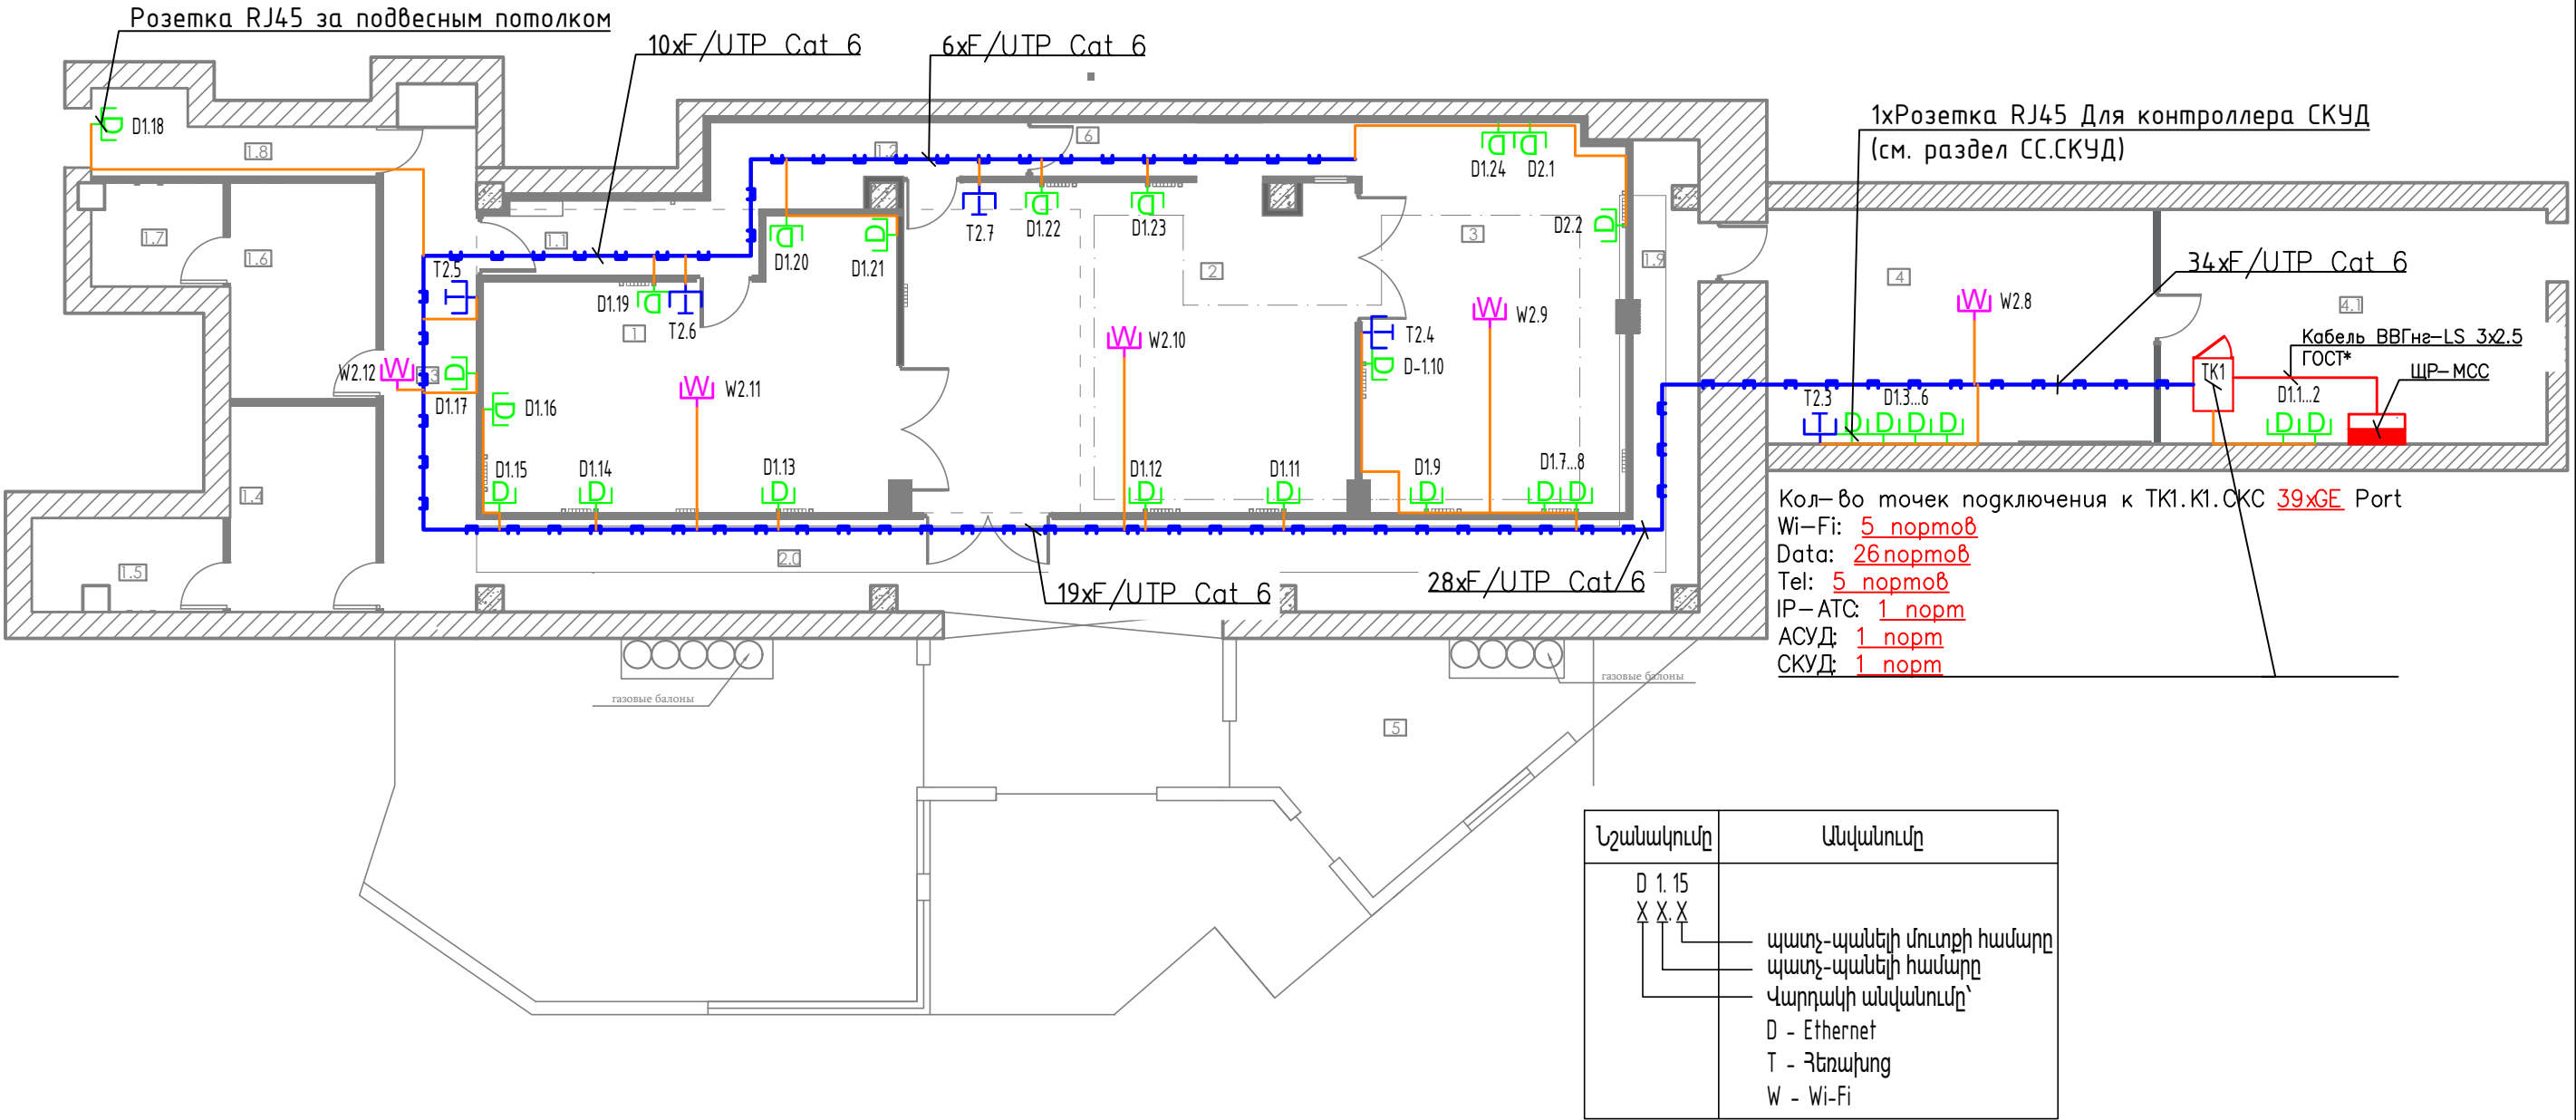 Розетка RJ45 за подвесным потолком
10xF/UTP Cat 6
6xF/UTP Cat 6
1xРозетка RJ45 Для контроллера СКУД
(см. раздел СС.СКУД)
D1.18
1.8
1.2
6
D1.24
D2.1
1.7
1.6
1.1
T2.5
D1.20
D1.21
T2.7
D1.22
D1.23
2
3
D2.2
1.9
4
34xF/UTP Cat 6
4.1
D1.19
T2.6
1
W2.10
W2.9
T2.4
D-1.10
W2.8
Кабель ВВГнг-LS 3x2.5
ГОСТ*
ЩР-МСС
TK1
W2.12
D1.17
W2.11
D1.16
T2.3
D1.3...6
D1.1...2
D1.15
D1.14
D1.13
D1.12
D1.11
D1.9
D1.7...8
1.4
1.5
2.0
19xF/UTP Cat 6
28xF/UTP Cat 6
Кол-во точек подключения к ТК1.К1.СКС 39xGE Port
Wi-Fi: 5 портов
Data: 26 портов
Tel: 5 портов
IP-АТС: 1 порт
АСУД: 1 порт
СКУД: 1 порт
газовые балоны
газовые балоны
5
Նշանակումը
Անվանումը
D 1. 15
X X. X
պատչ-պանելի մուտքի համարը
պատչ-պանելի համարը
Վարդակի անվանումը՝
D - Ethernet
T - Հեռախոց
W - Wi-Fi